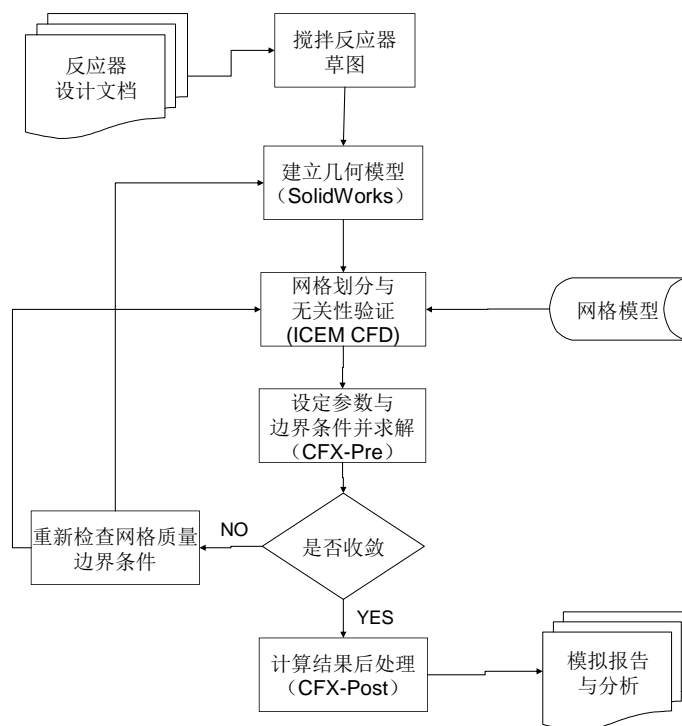 反应器
设计文档
搅拌反应器
草图
建立几何模型
（SolidWorks）
网格划分与
无关性验证
(ICEM CFD)
网格模型
设定参数与
边界条件并求解
（CFX-Pre）
重新检查网格质量
边界条件
NO
是否收敛
YES
计算结果后处理
（CFX-Post）
模拟报告
与分析